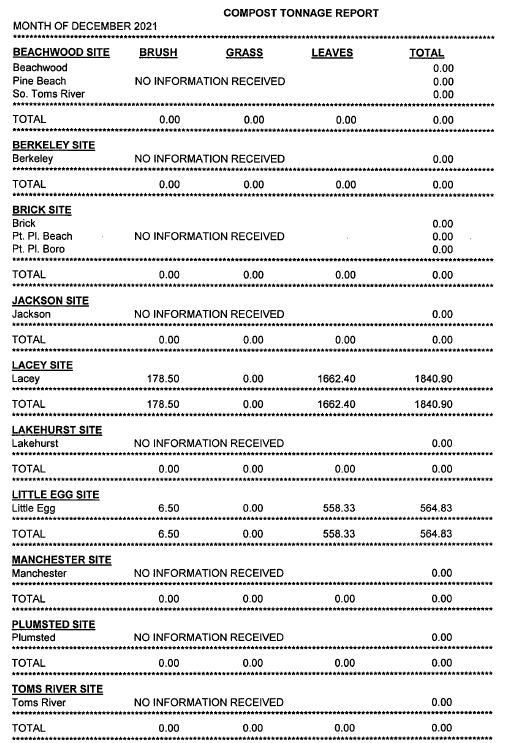 COMPOST TONNAGE REPORT
MONTH OF DECEMBER 2021
BEACHWOOD SITE BRUSH GRASS LEAVES TOTAL
Beachwood 0.00
Pine Beach NO INFORMATION RECEIVED 0.00
So. Toms River 0.00
TOTAL 0.00 0.00 0.00 0.00
BERKELEY SITE
Berkeley NO INFORMATION RECEIVED 0.00
TOTAL 0.00 0.00 0.00 0.00
BRICK SITE
Brick 0.00
Pt. Pl. Beach NO INFORMATION RECEIVED 0.00
Pt. Pl. Boro 0.00
TOTAL 0.00 0.00 0.00 0.00
JACKSON SITE
Jackson NO INFORMATION RECEIVED 0.00
TOTAL 0.00 0.00 0.00 0.00
LACEY SITE
Lacey 178.50 0.00 1662.40 1840.90
TOTAL 178.50 0.00 1662.40 1840.90
LAKEHURST SITE
Lakehurst NO INFORMATION RECEIVED 0.00
TOTAL 0.00 0.00 0.00 0.00
LITTLE EGG SITE
Little Egg 6.50 0.00 558.33 564.83
TOTAL 6.50 0.00 558.33 564.83
MANCHESTER SITE
Manchester NO INFORMATION RECEIVED 0.00
TOTAL 0.00 0.00 0.00 0.00
PLUMSTED SITE
Plumsted NO INFORMATION RECEIVED 0.00
TOTAL 0.00 0.00 0.00 0.00
TOMS RIVER SITE
Toms River NO INFORMATION RECEIVED 0.00
TOTAL 0.00 0.00 0.00 0.00